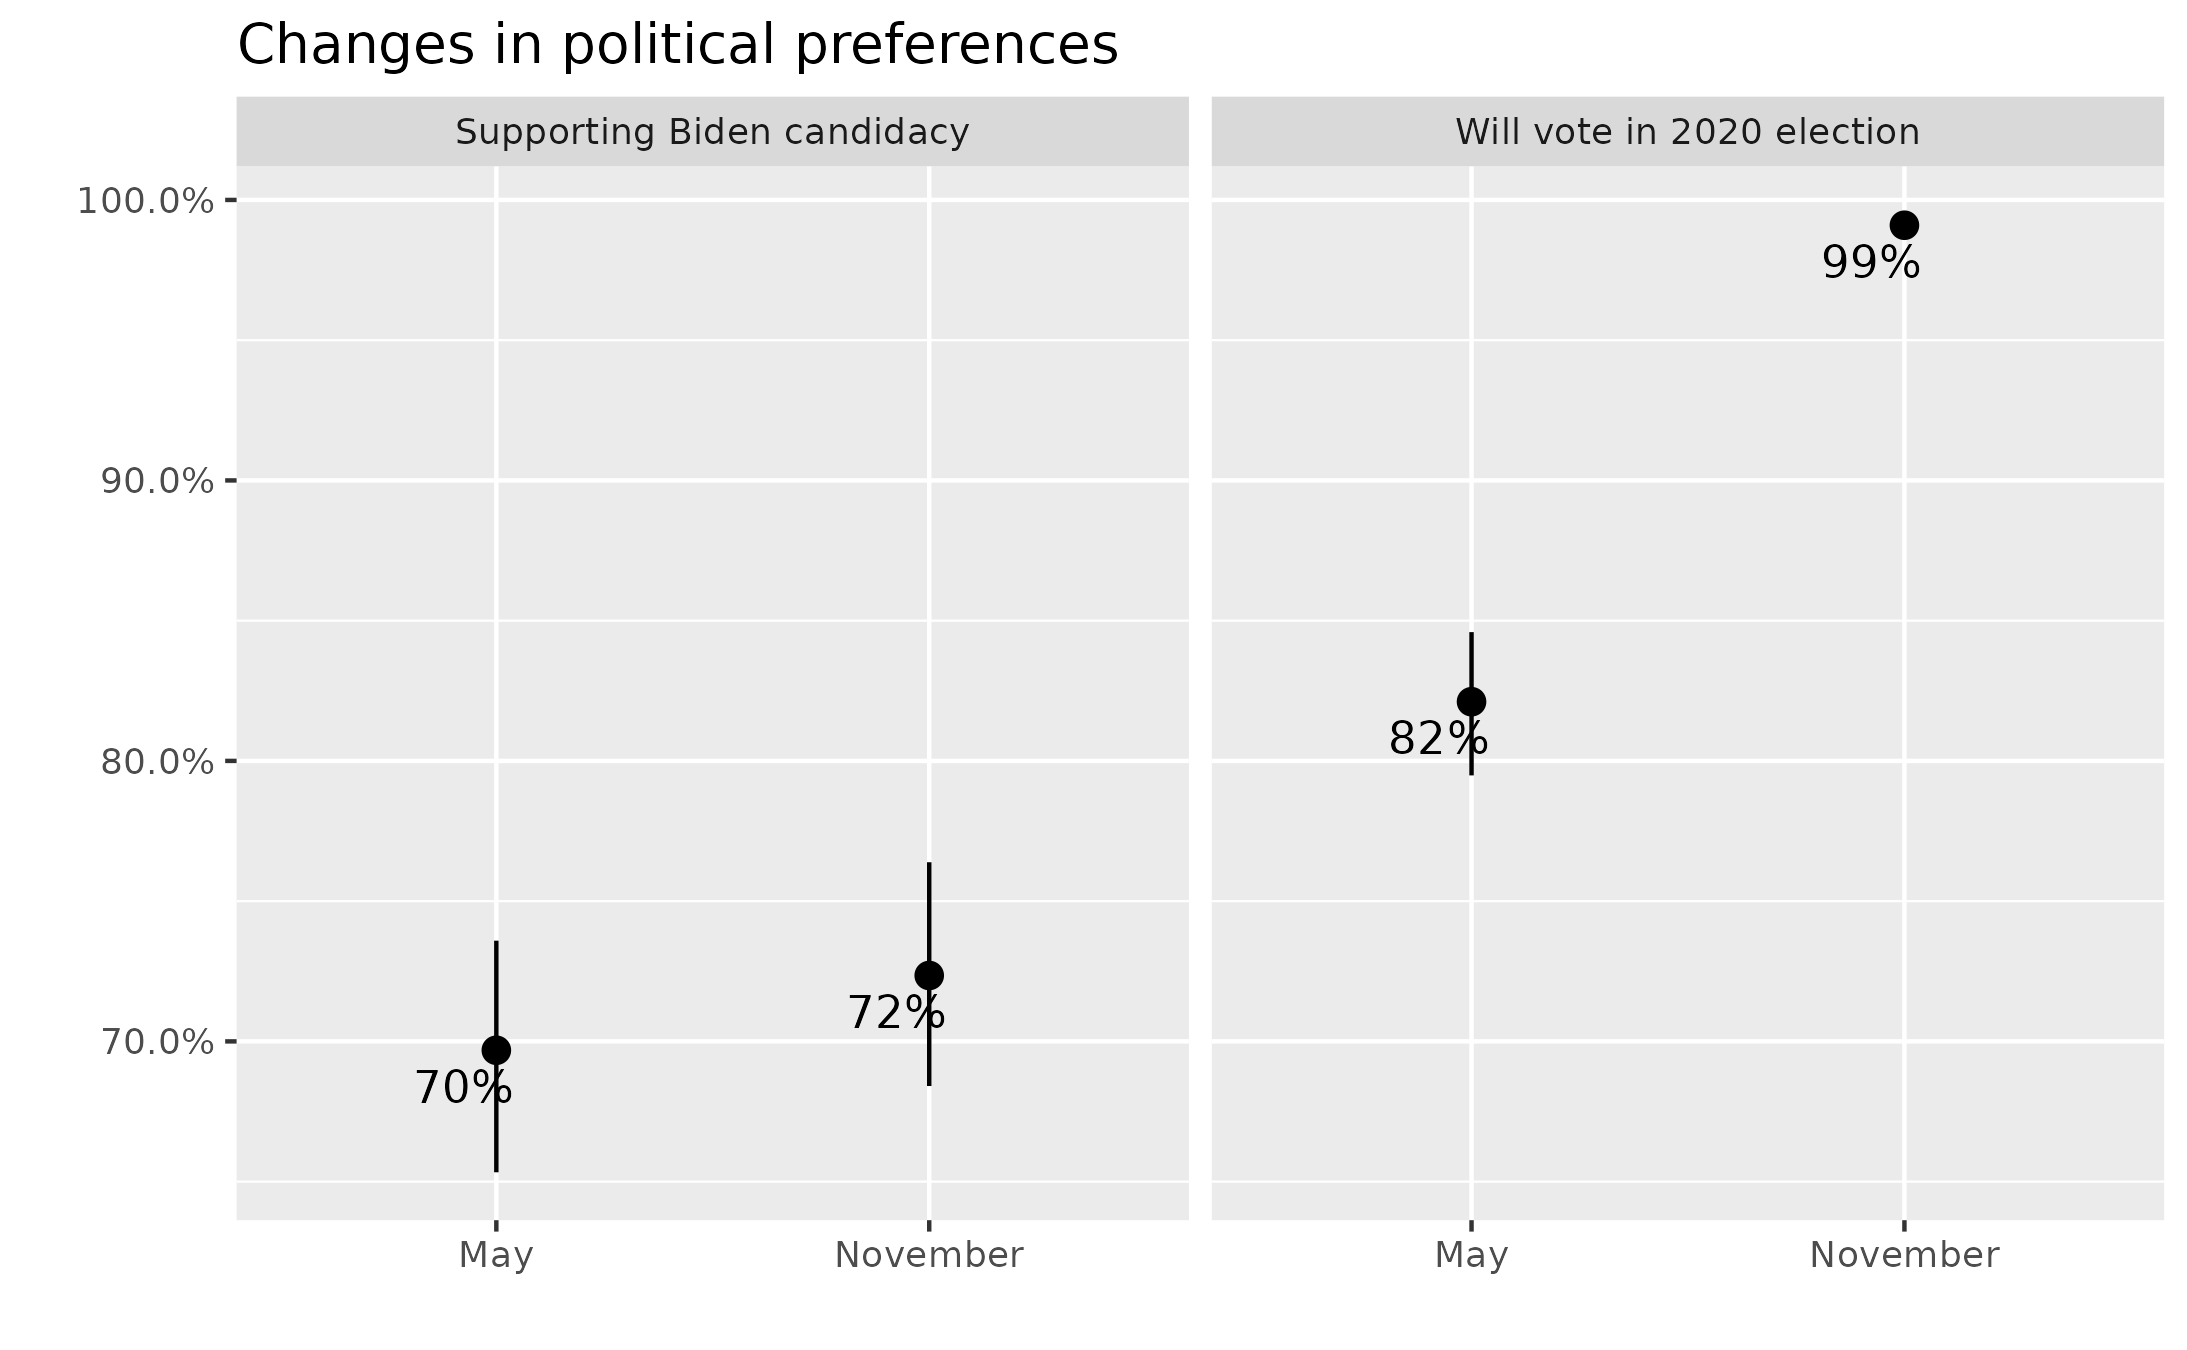 Changes in political preferences
Supporting Biden candidacy
Will vote in 2020 election
100.0%
90.0%
80.0%
70.0%
70%
72%
82%
99%
May
November
May
November